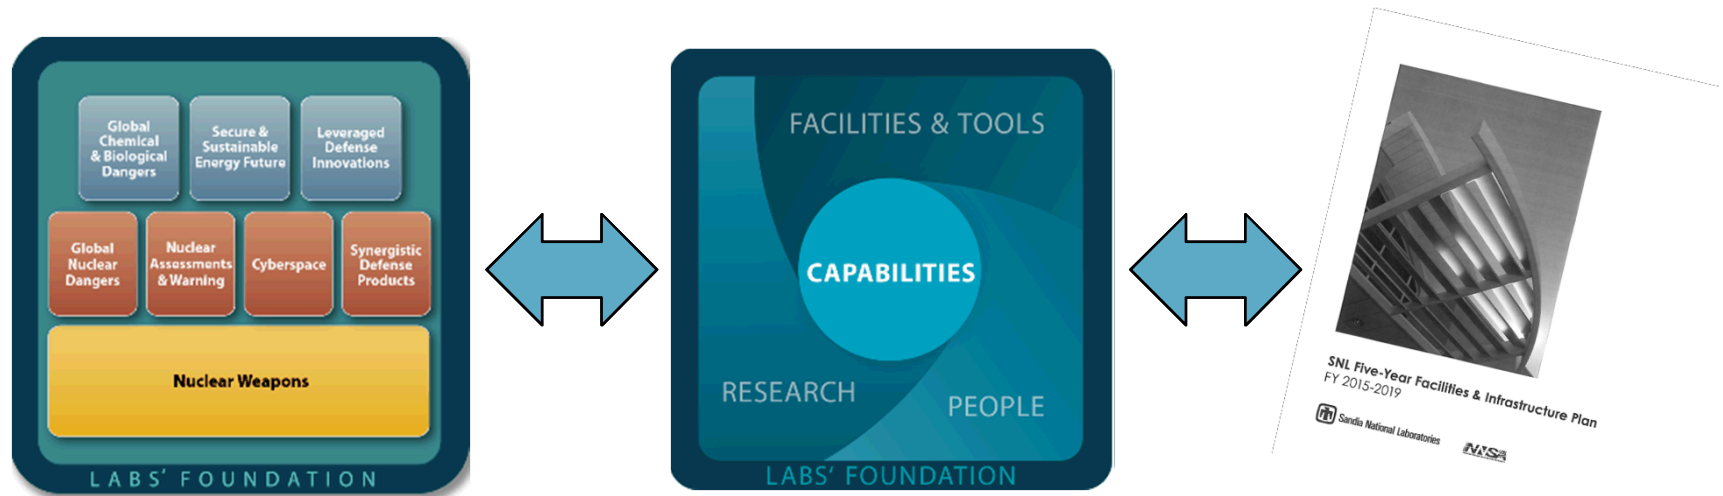 Global
Chemical
& Biological
Dangers
Secure &
Sustainable
Energy Future
Leveraged
Defense
Innovations
Global
Nuclear
Dangers
Nuclear
Assessments
& Warning
Cyberspace
Synergistic
Defense
Products
Nuclear Weapons
LABS' FOUNDATION
FACILITIES & TOOLS
CAPABILITIES
RESEARCH
PEOPLE
LABS' FOUNDATION
SNL Five-Year Facilities & Infrastructure Plan
FY 2015-2019
Sandia National Laboratories
NNSA